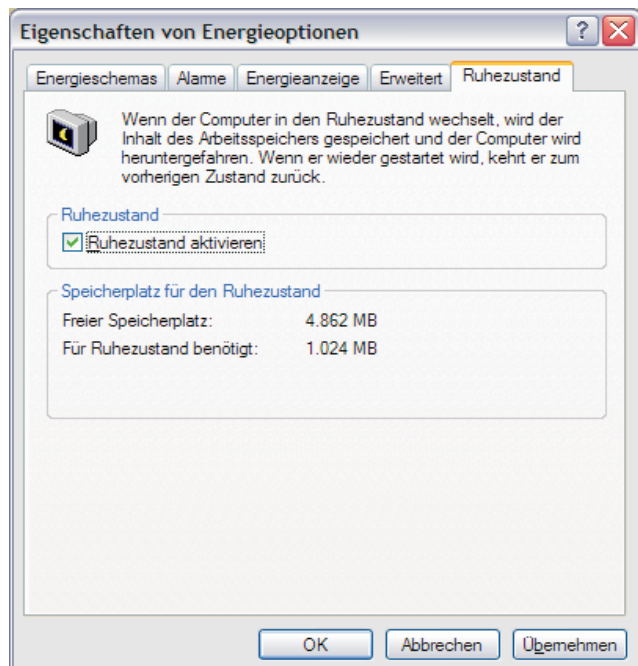 Eigenschaften von Energieoptionen
?
Energieschemas Alarme Energieanzeige Erweitert Ruhezustand
Wenn der Computer in den Ruhezustand wechselt, wird der
Inhalt des Arbeitsspeichers gespeichert und der Computer wird
heruntergefahren. Wenn er wieder gestartet wird, kehrt er zum
vorherigen Zustand zurück.
Ruhezustand
Ruhezustand aktivieren
Speicherplatz für den Ruhezustand
Freier Speicherplatz: 4.862 MB
Für Ruhezustand benötigt: 1.024 MB
OK Abbrechen Übernehmen